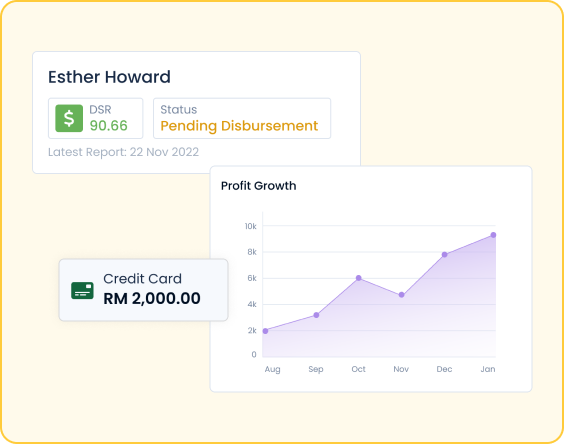 Esther Howard
$
DSR
90.66
Status
Pending Disbursement
Latest Report: 22 Nov 2022
Profit Growth
10k
8k
6k
4k
2k
0
Aug Sep Oct Nov Dec Jan
Credit Card
RM 2,000.00